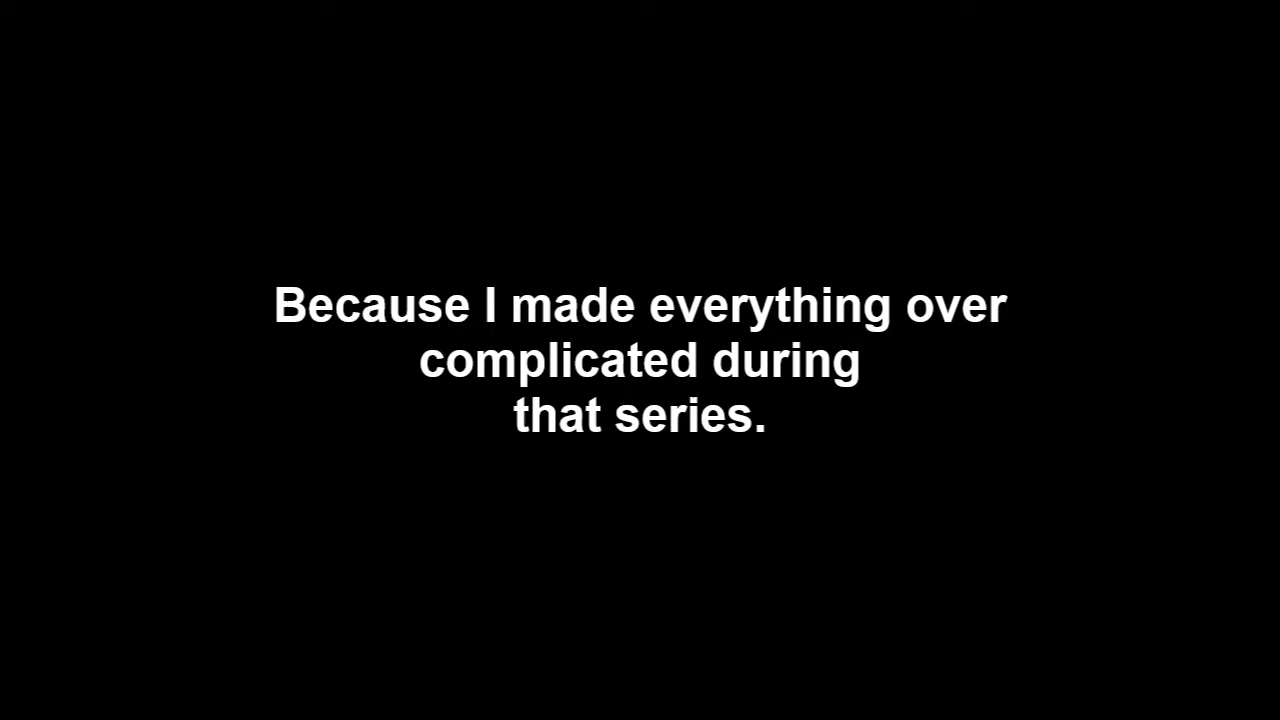 Because I made everything over
complicated during
that series.